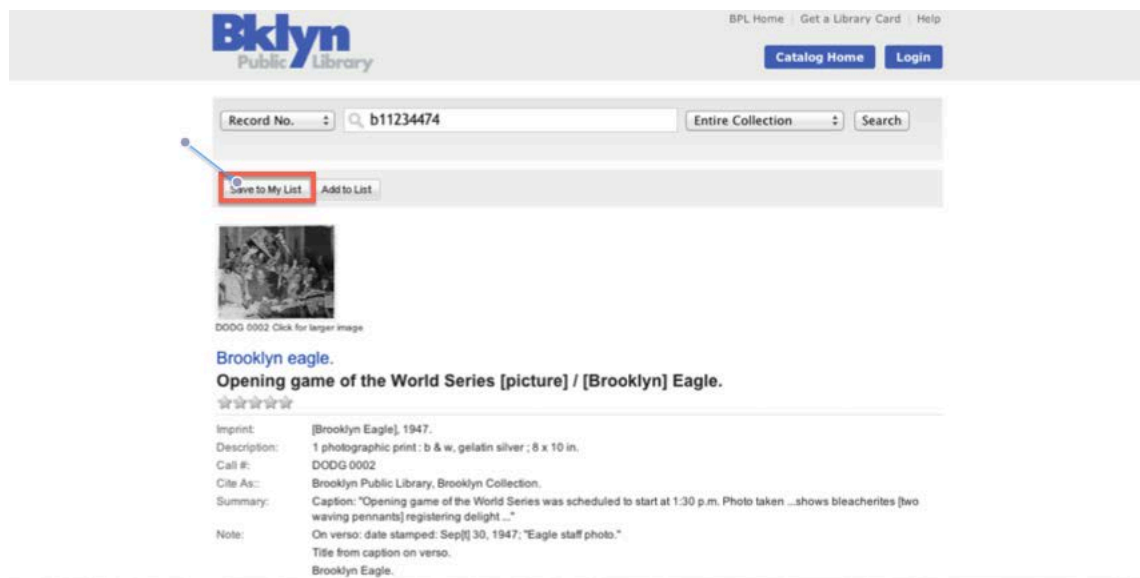 BPL Home | Get a Library Card | Help
Bklyn
Public Library
Catalog Home Login
Record No. b11234474 Entire Collection Search
Save to My List Add to List
DODG 0002 Click for larger image
Brooklyn eagle.
Opening game of the World Series [picture] / [Brooklyn] Eagle.
Imprint: [Brooklyn Eagle], 1947.
Description: 1 photographic print : b & w, gelatin silver ; 8 x 10 in.
Call #: DODG 0002
Cite As:: Brooklyn Public Library, Brooklyn Collection.
Summary: Caption: "Opening game of the World Series was scheduled to start at 1:30 p.m. Photo taken ...shows bleacherites [two
waving pennants] registering delight ..."
Note: On verso: date stamped: Sep[t] 30, 1947; "Eagle staff photo."
Title from caption on verso.
Brooklyn Eagle.